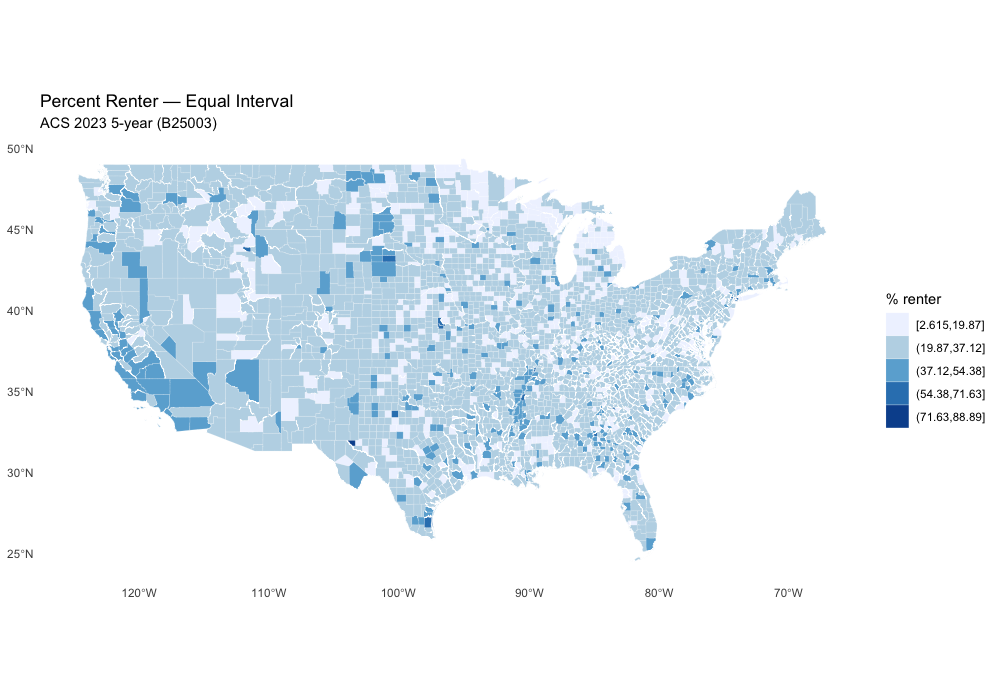 Percent Renter — Equal Interval
ACS 2023 5-year (B25003)
50°N
45°N
40°N
35°N
30°N
25°N
120°W
110°W
100°W
90°W
80°W
70°W
% renter
[2.615,19.87]
(19.87,37.12]
(37.12,54.38]
(54.38,71.63]
(71.63,88.89]